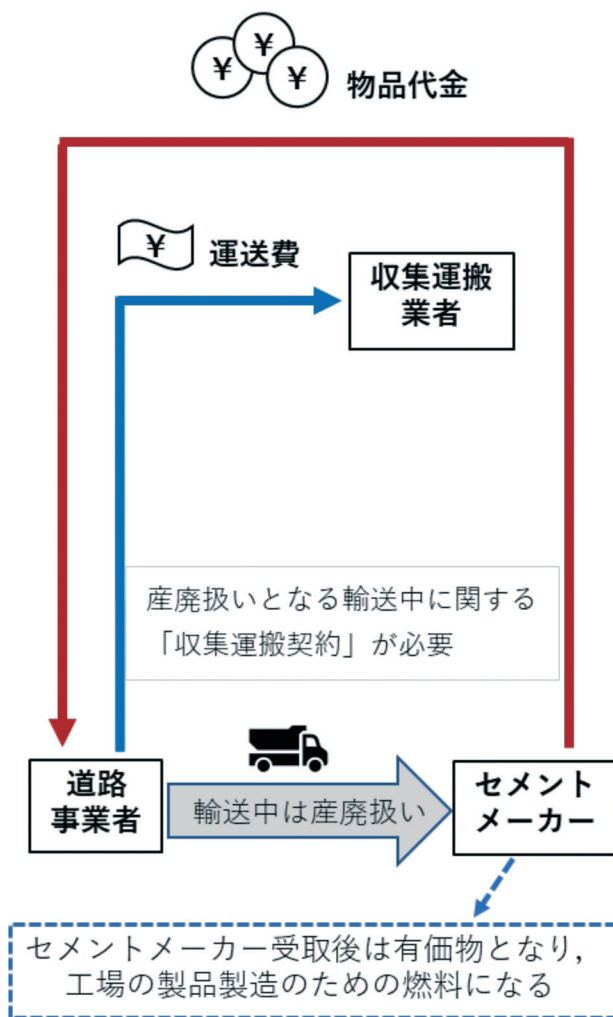 ¥ ¥ ¥
物品代金
¥
運送費
収集運搬
業者
産廃扱いとなる輸送中に関する
「収集運搬契約」が必要
道路
事業者
輸送中は産廃扱い
セメント
メーカー
セメントメーカー受取後は有価物となり,
工場の製品製造のための燃料になる